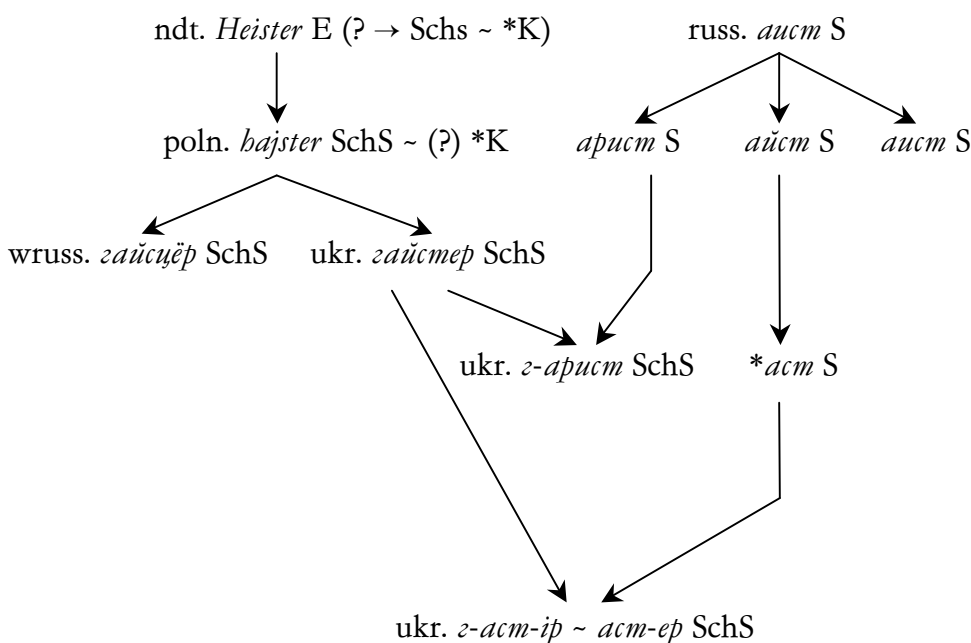 ndt. Heister E (? → Schs ~ *K) russ. аист S
poln. hajster SchS ~ (?) *K арист S айст S аист S
wruss. гайсцёр SchS ukr. гайстер SchS
ukr. г-арист SchS *аст S
ukr. г-аст-ір ~ аст-ер SchS